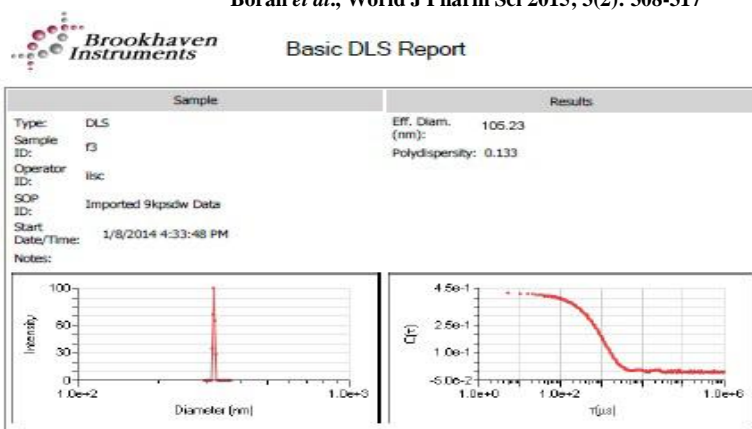 Boran et al., World J Pharm Sci 2015; 3(2): 308-317
Brookhaven
Instruments
Basic DLS Report
Sample
Results
Type: DLS
Sample ID: f3
Operator ID: iisc
SOP ID: Imported 9kpsdw Data
Start Date/Time: 1/8/2014 4:33:48 PM
Notes:
Eff. Diam. (nm): 105.23
Polydispersity: 0.133
100
60
30
0
Intensity
1.0e+2
1.0e+3
Diameter (nm)
4.5e-1
2.5e-1
1.0e-1
-5.0e-2
C(τ)
1.0e+0
1.0e+2
1.0e+6
τ(μs)